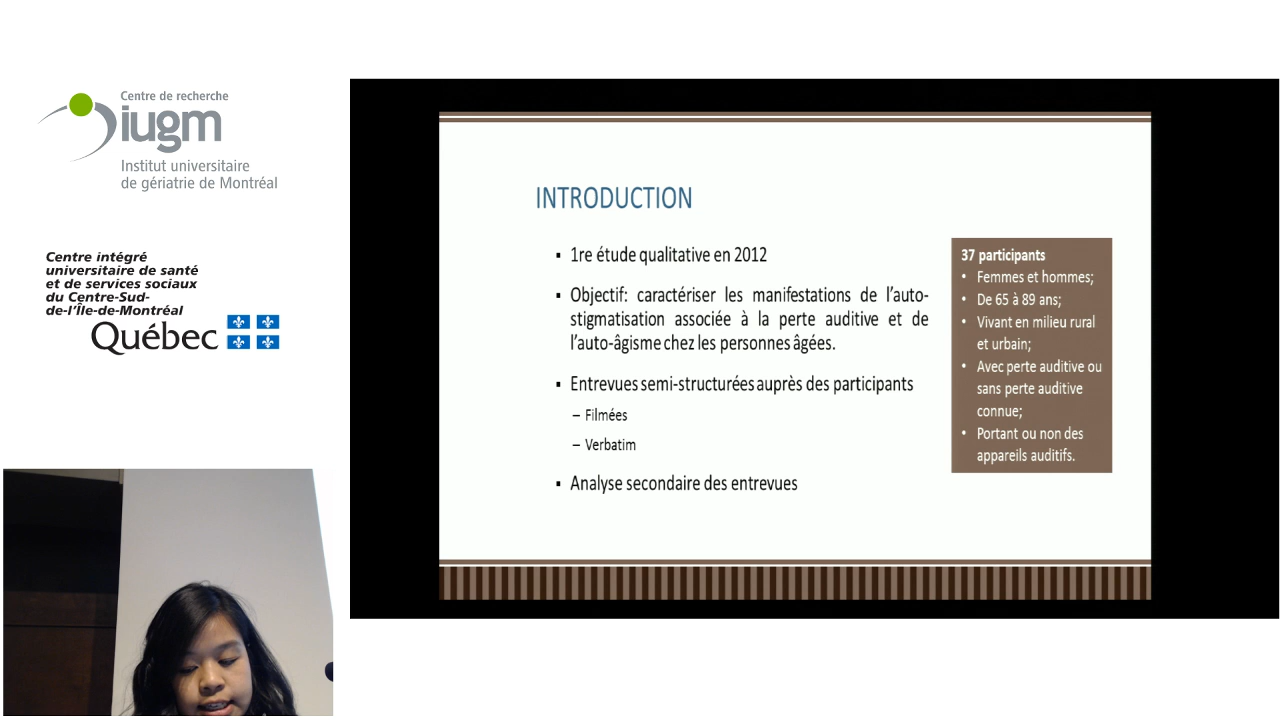 Centre de recherche
iugm
Institut universitaire
de gériatrie de Montréal
Centre intégré
universitaire de santé
et de services sociaux
du Centre-Sud-
de-l'Île-de-Montréal
Québec
INTRODUCTION
▪ 1re étude qualitative en 2012
▪ Objectif: caractériser les manifestations de l'auto-
stigmatisation associée à la perte auditive et de
l'auto-âgisme chez les personnes âgées.
▪ Entrevues semi-structurées auprès des participants
– Filmées
– Verbatim
▪ Analyse secondaire des entrevues
37 participants
• Femmes et hommes;
• De 65 à 89 ans;
• Vivant en milieu rural
et urbain;
• Avec perte auditive ou
sans perte auditive
connue;
• Portant ou non des
appareils auditifs.